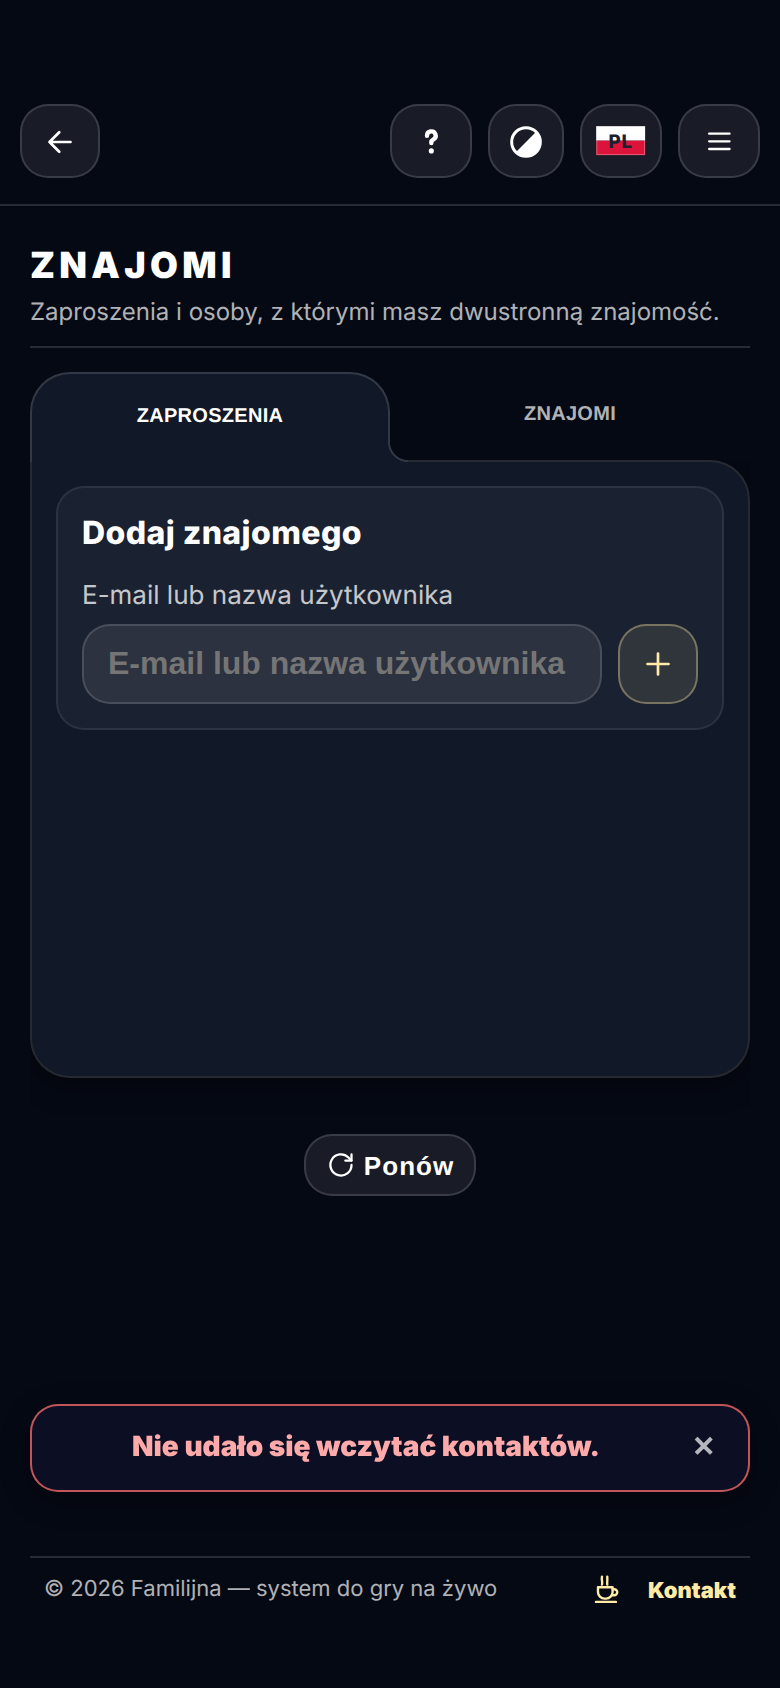 ?
PL
ZNAJOMI
Zaproszenia i osoby, z którymi masz dwustronną znajomość.
ZAPROSZENIA
ZNAJOMI
Dodaj znajomego
E-mail lub nazwa użytkownika
E-mail lub nazwa użytkownika
Ponów
Nie udało się wczytać kontaktów.
© 2026 Familijna — system do gry na żywo
Kontakt